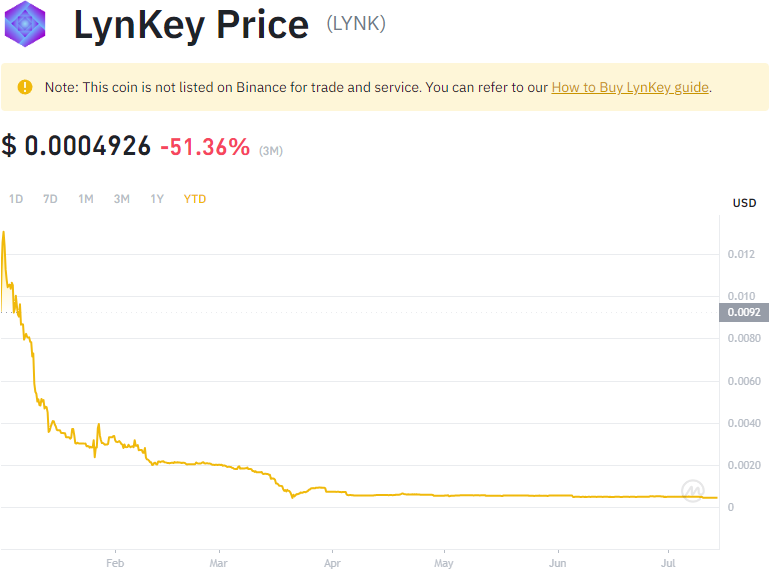 LynKey Price (LYNK)
Note: This coin is not listed on Binance for trade and service. You can refer to our How to Buy LynKey guide.
$ 0.0004926 -51.36% (3M)
1D 7D 1M 3M 1Y YTD
USD
0.012
0.010
0.0092
0.0080
0.0060
0.0040
0.0020
0
Feb Mar Apr May Jun Jul